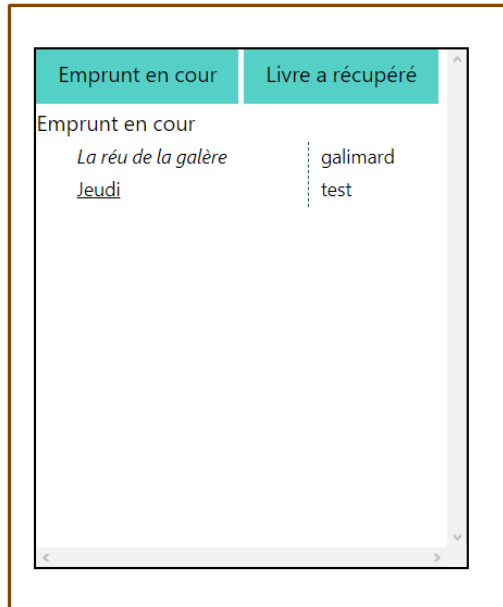 Emprunt en cour Livre a récupéré
Emprunt en cour
La réu de la galère galimard
Jeudi test